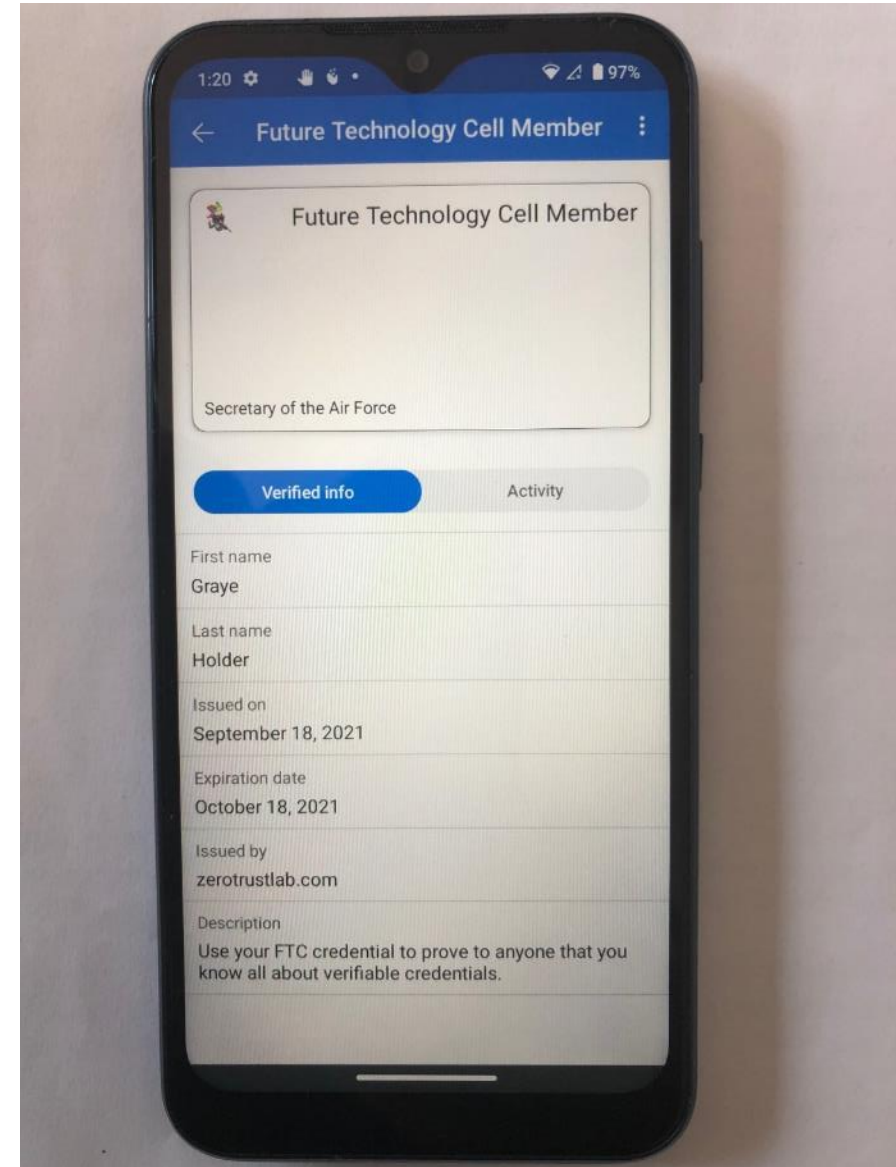 1:20 97%
Future Technology Cell Member
Future Technology Cell Member
Secretary of the Air Force
Verified info Activity
First name
Graye
Last name
Holder
Issued on
September 18, 2021
Expiration date
October 18, 2021
Issued by
zerotrustlab.com
Description
Use your FTC credential to prove to anyone that you
know all about verifiable credentials.